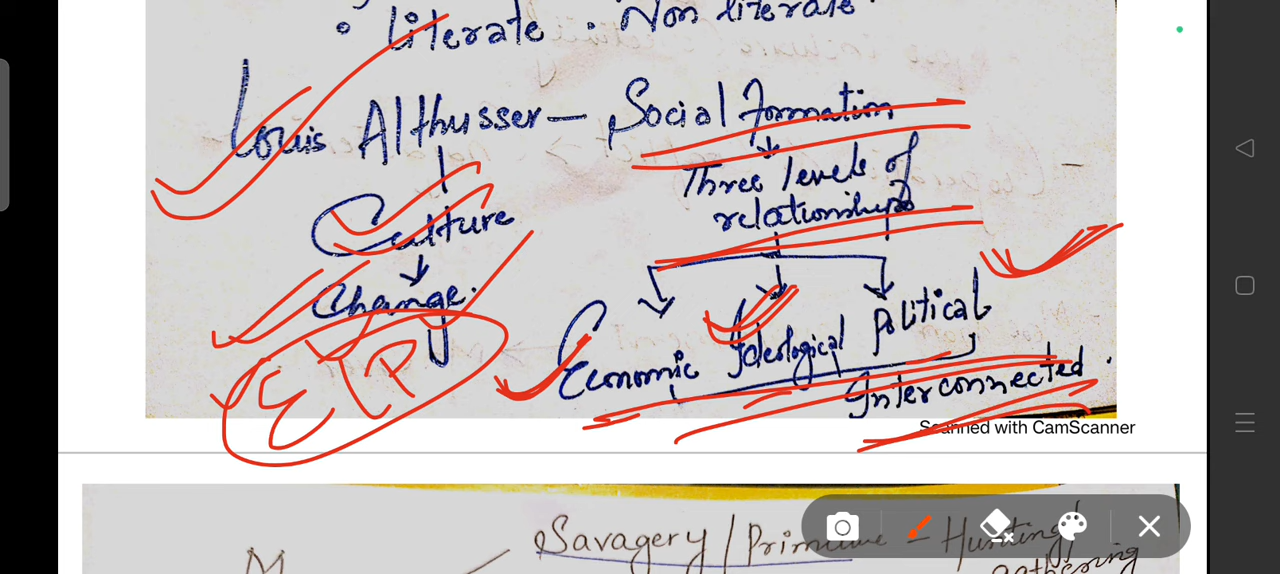 • Literate . Non literate.
Louis Althusser — Social Formation
Three levels of
relationships
Culture
Change.
Economic Ideological Political
Interconnected.
E P
Scanned with CamScanner
Savagery / Primitive - Hunting/
gathering
M